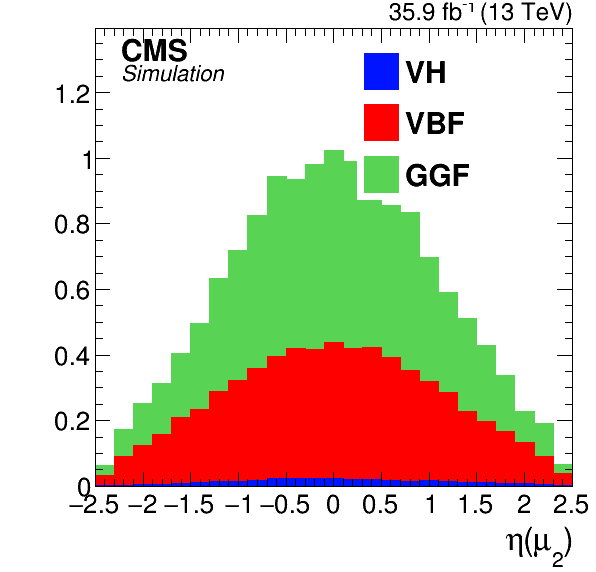 35.9 fb⁻¹ (13 TeV)
CMS
Simulation
VH
VBF
GGF
1.2
1
0.8
0.6
0.4
0.2
0
−2.5 −2 −1.5 −1 −0.5 0 0.5 1 1.5 2 2.5
η(μ₂)